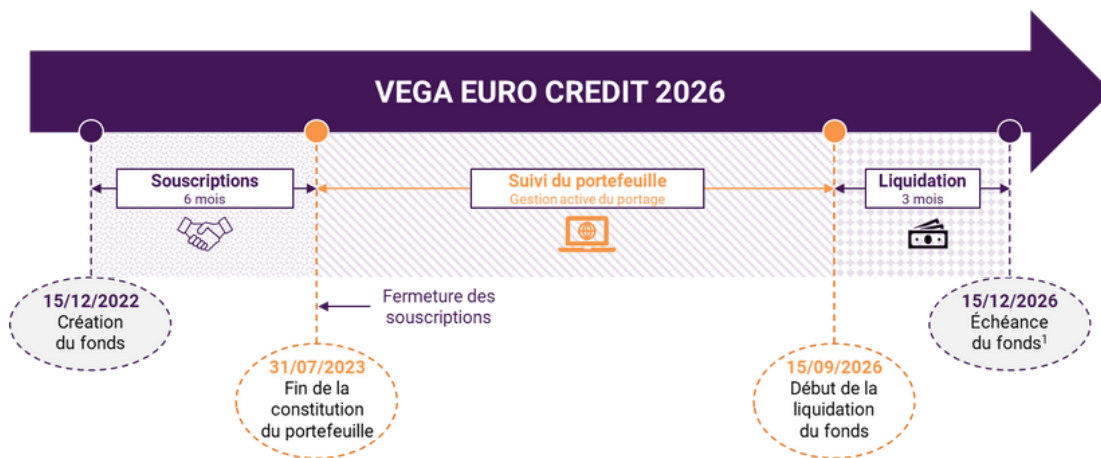 VEGA EURO CREDIT 2026
Souscriptions
6 mois
Suivi du portefeuille
Gestion active du portage
Liquidation
3 mois
15/12/2022
Création
du fonds
Fermeture des
souscriptions
15/12/2026
Échéance
du fonds¹
31/07/2023
Fin de la
constitution
du portefeuille
15/09/2026
Début de la
liquidation
du fonds